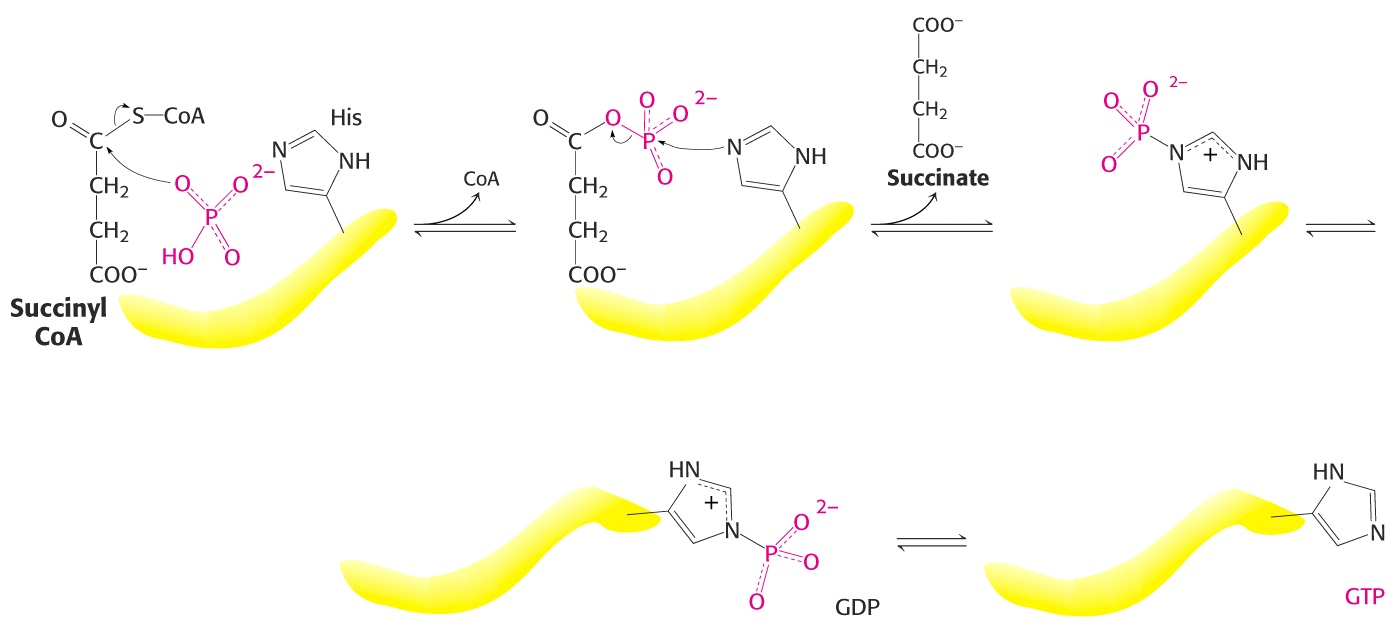 O
S–CoA
C
CH₂
CH₂
COO⁻
Succinyl
CoA
O
O
2–
P
HO
O
His
N
NH
CoA
O
C
O
CH₂
CH₂
COO⁻
O
O
2–
P
O
N
NH
COO⁻
CH₂
CH₂
COO⁻
Succinate
O
O
2–
P
O
N
+
NH
HN
+
N
P
O
2–
O
O
GDP
HN
N
GTP